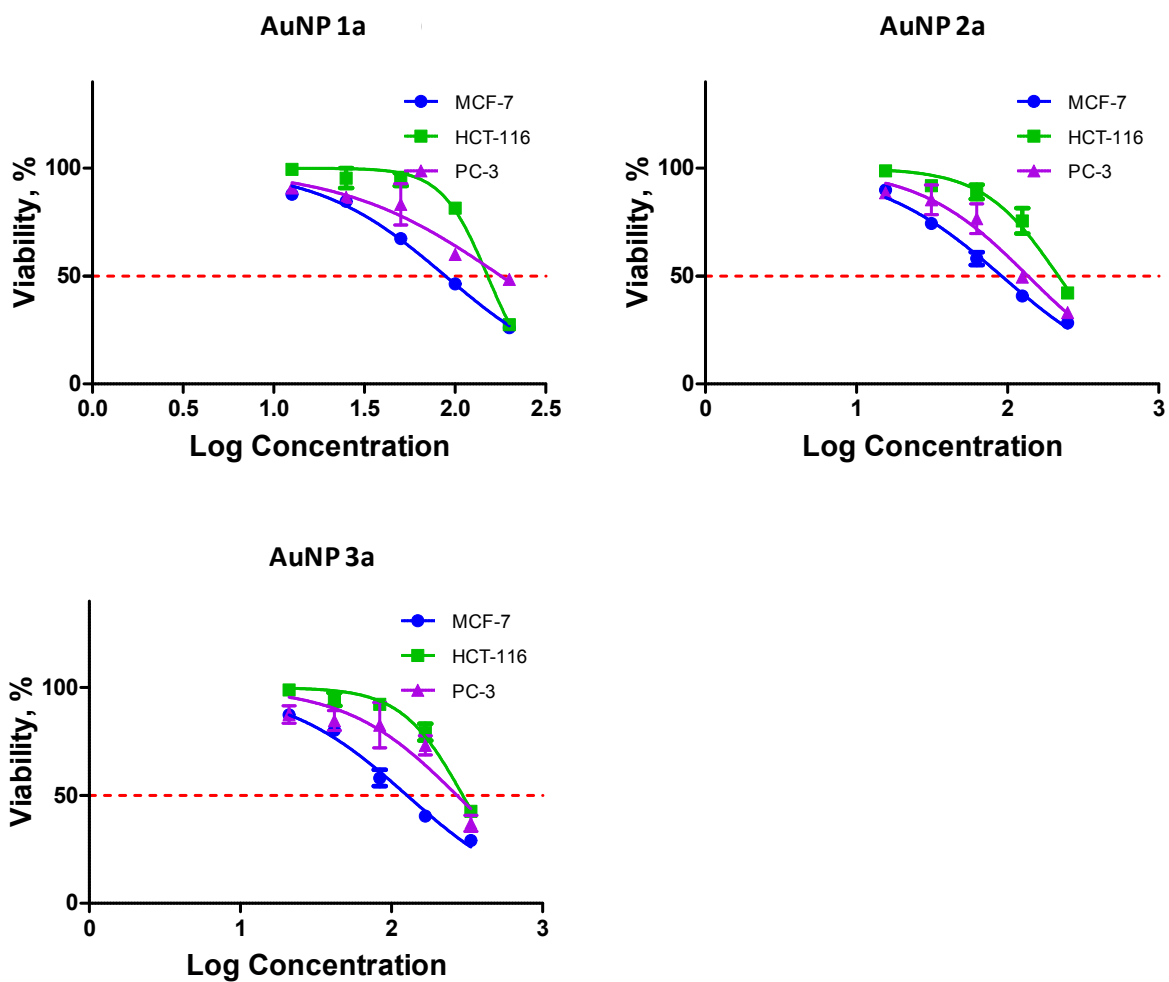 AuNP 1a
MCF-7
HCT-116
PC-3
Viability, %
100
50
0
0.0 0.5 1.0 1.5 2.0 2.5
Log Concentration
AuNP 2a
MCF-7
HCT-116
PC-3
Viability, %
100
50
0
0 1 2 3
Log Concentration
AuNP 3a
MCF-7
HCT-116
PC-3
Viability, %
100
50
0
0 1 2 3
Log Concentration